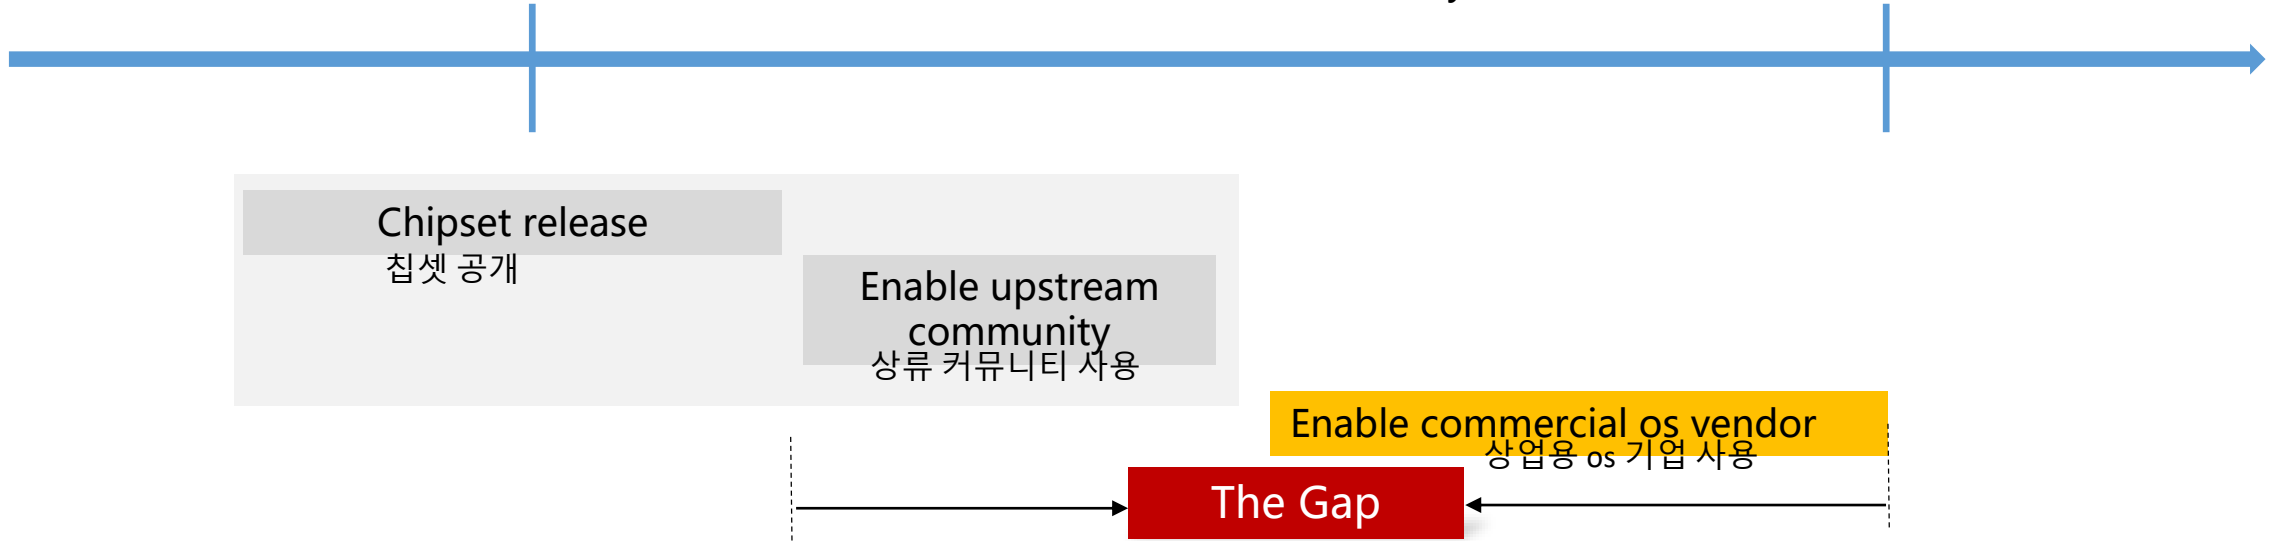 Chipset release
칩셋 공개
Enable upstream
community
상류 커뮤니티 사용
Enable commercial os vendor
상업용 os 기업 사용
The Gap